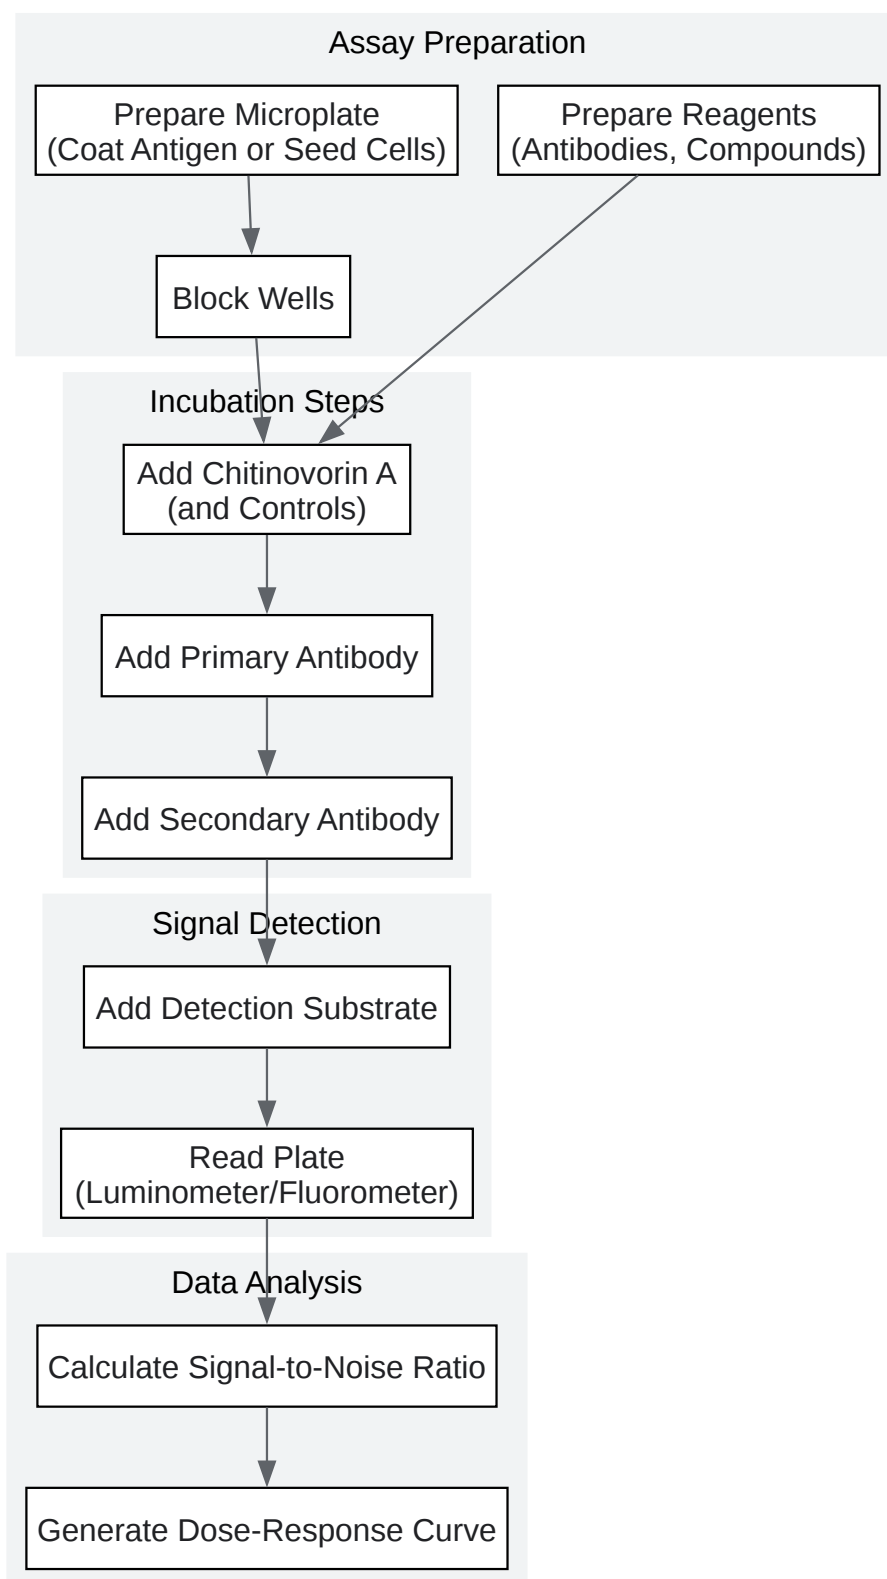 Assay Preparation
Prepare Microplate
(Coat Antigen or Seed Cells)
Prepare Reagents
(Antibodies, Compounds)
Block Wells
Incubation Steps
Add Chitinovorin A
(and Controls)
Add Primary Antibody
Add Secondary Antibody
Signal Detection
Add Detection Substrate
Read Plate
(Luminometer/Fluorometer)
Data Analysis
Calculate Signal-to-Noise Ratio
Generate Dose-Response Curve